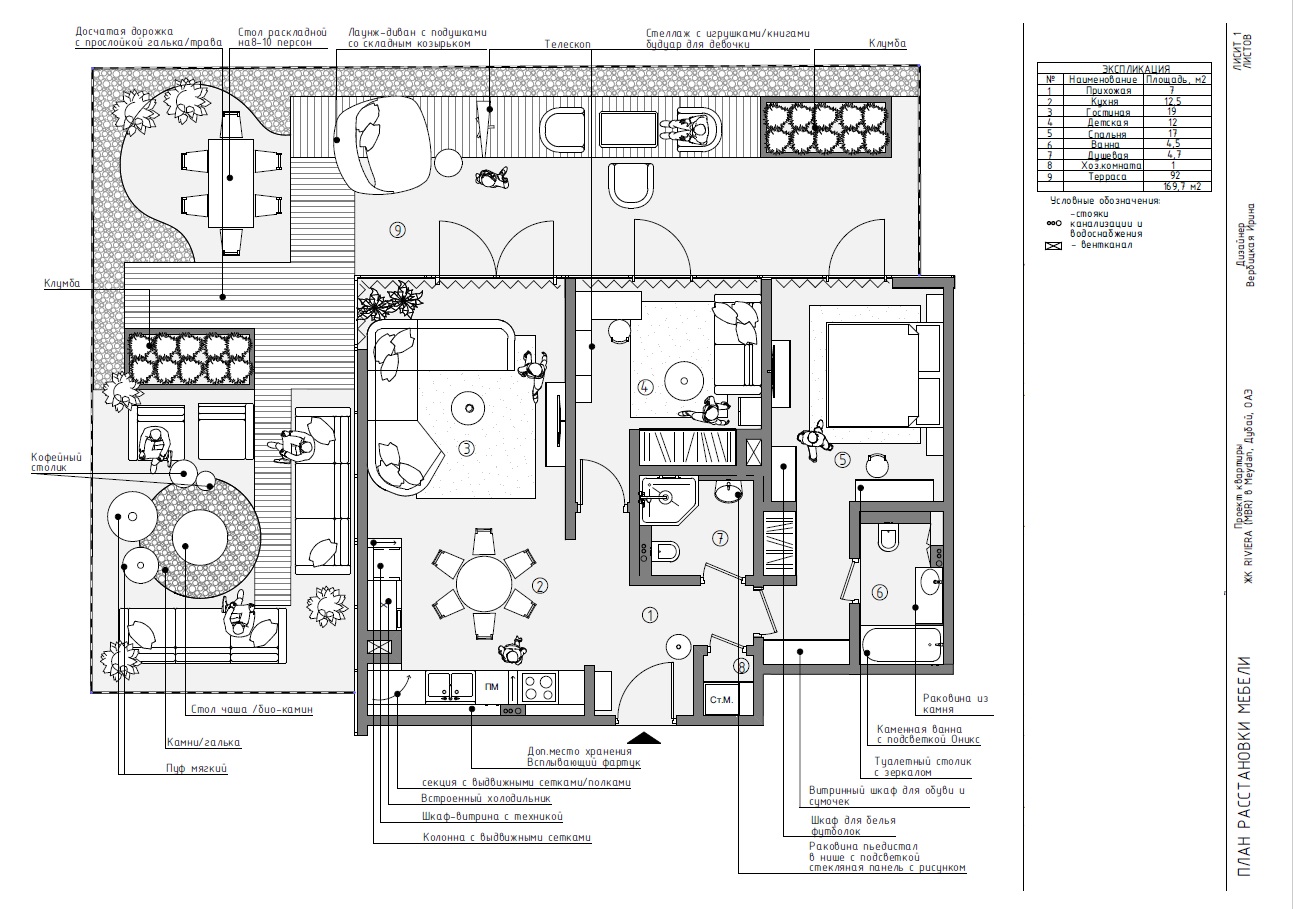 Досчатая дорожка
с прослойкой галька/трава
Стол раскладной
на8-10 персон
Лаунж-диван с подушками
со складным козырьком
Телескоп
Стеллаж с игрушками/книгами
будуар для девочки
Клумба
Клумба
Кофейный
столик
9
4
3
5
7
2
1
6
8
ПМ
Ст.М.
Стол чаша /био-камин
Камни/галька
Пуф мягкий
Доп.место хранения
Всплывающий фартук
секция с выдвижными сетками/полками
Встроенный холодильник
Шкаф-витрина с техникой
Колонна с выдвижными сетками
Раковина из
камня
Каменная ванна
с подсветкой Оникс
Туалетный столик
с зеркалом
Витринный шкаф для обуви и
сумочек
Шкаф для белья
футболок
Раковина пьедистал
в нише с подсветкой
стекляная панель с рисунком
ЭКСПЛИКАЦИЯ
№ Наименование Площадь, м2
1 Прихожая 7
2 Кухня 12,5
3 Гостиная 19
4 Детская 12
5 Спальня 17
6 Ванна 4,5
7 Душевая 4,7
8 Хоз.комната 1
9 Терраса 92
169,7 м2
Условные обозначения:
-стояки
канализации и
водоснабжения
- вентканал
ЛИСИТ 1
ЛИСТОВ
Дизайнер
Вербицкая Ирина
Проект квартиры
ЖК RIVIERA (MBR) в Meydan, Дубай, ОАЭ
ПЛАН РАССТАНОВКИ МЕБЕЛИ